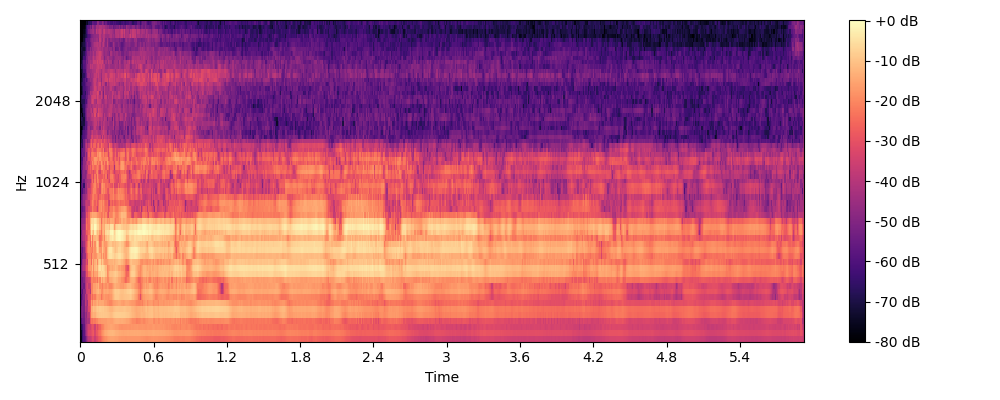 +0 dB
-10 dB
-20 dB
-30 dB
-40 dB
-50 dB
-60 dB
-70 dB
-80 dB
2048
1024
512
Hz
0 0.6 1.2 1.8 2.4 3 3.6 4.2 4.8 5.4
Time